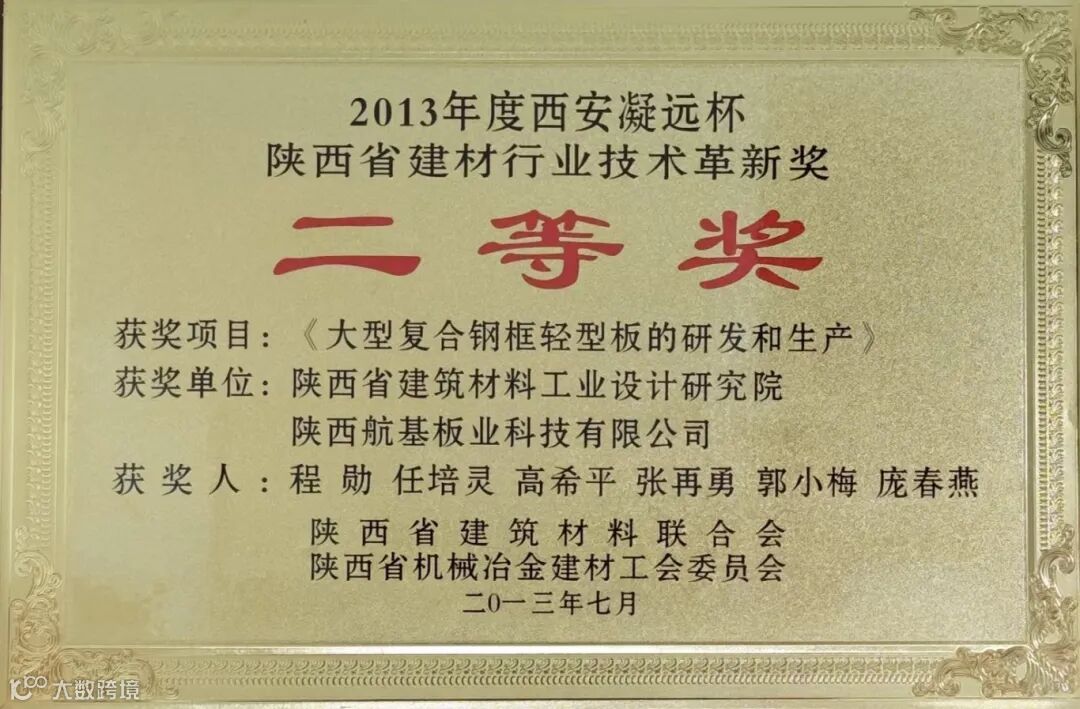 2013年度西安凝远杯
陕西省建材行业技术革新奖
二等奖
获奖项目：《大型复合钢框轻型板的研发和生产》
获奖单位：陕西省建筑材料工业设计研究院
陕西航基板业科技有限公司
获奖人：程勋 任培灵 高希平 张再勇 郭小梅 庞春燕
陕西省建筑材料联合会
陕西省机械冶金建材工会委员会
二0一三年七月
大数跨境